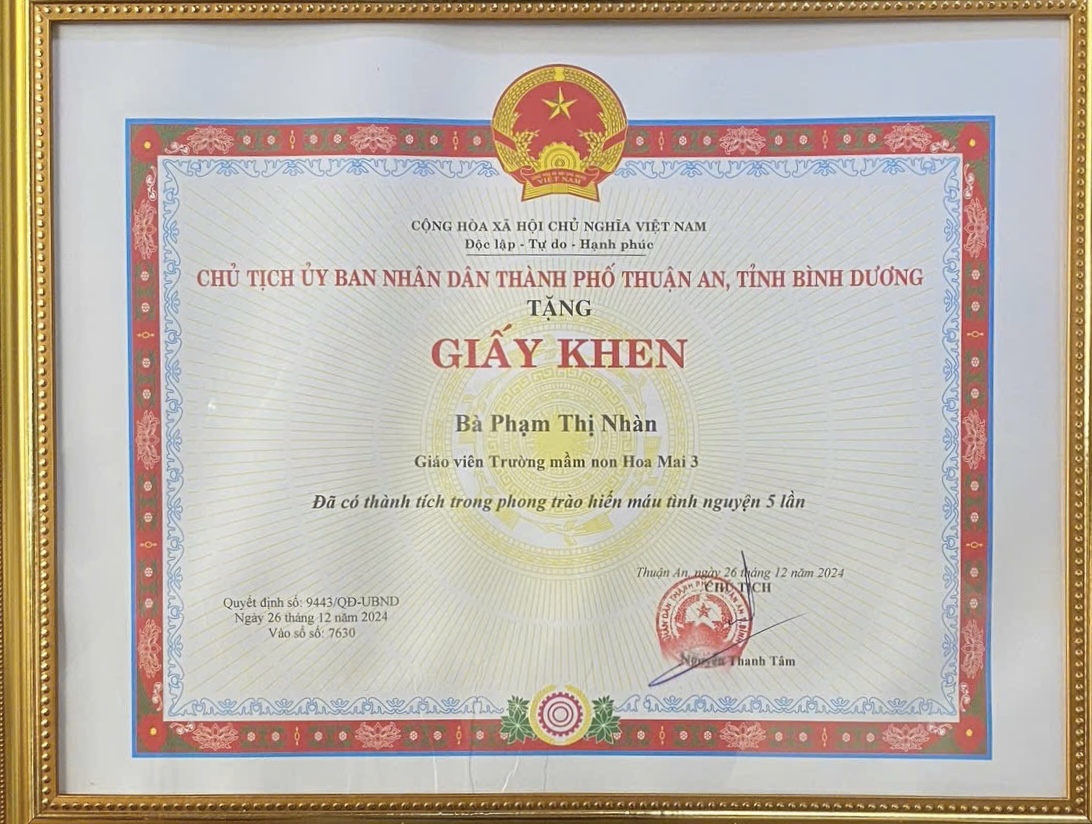 VIỆT NAM
CỘNG HÒA XÃ HỘI CHỦ NGHĨA VIỆT NAM
Độc lập - Tự do - Hạnh phúc
CHỦ TỊCH ỦY BAN NHÂN DÂN THÀNH PHỐ THUẬN AN, TỈNH BÌNH DƯƠNG
TẶNG
GIẤY KHEN
Bà Phạm Thị Nhàn
Giáo viên Trường mầm non Hoa Mai 3
Đã có thành tích trong phong trào hiến máu tình nguyện 5 lần
Thuận An, ngày 26 tháng 12 năm 2024
CHỦ TỊCH
Nguyễn Thanh Tâm
Quyết định số: 9443/QĐ-UBND
Ngày 26 tháng 12 năm 2024
Vào sổ số: 7630